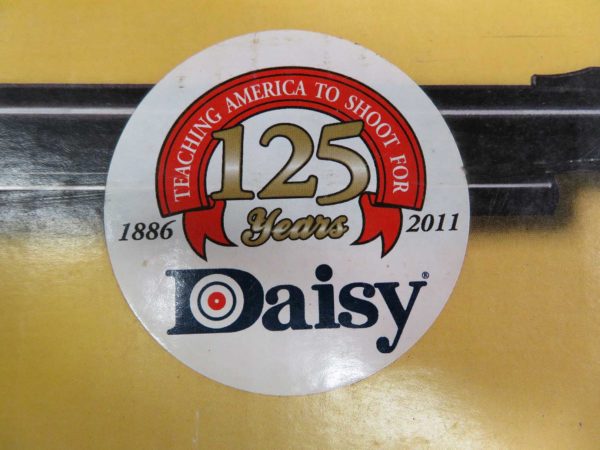 TEACHING AMERICA TO SHOOT FOR
125
Years
1886
2011
Daisy®